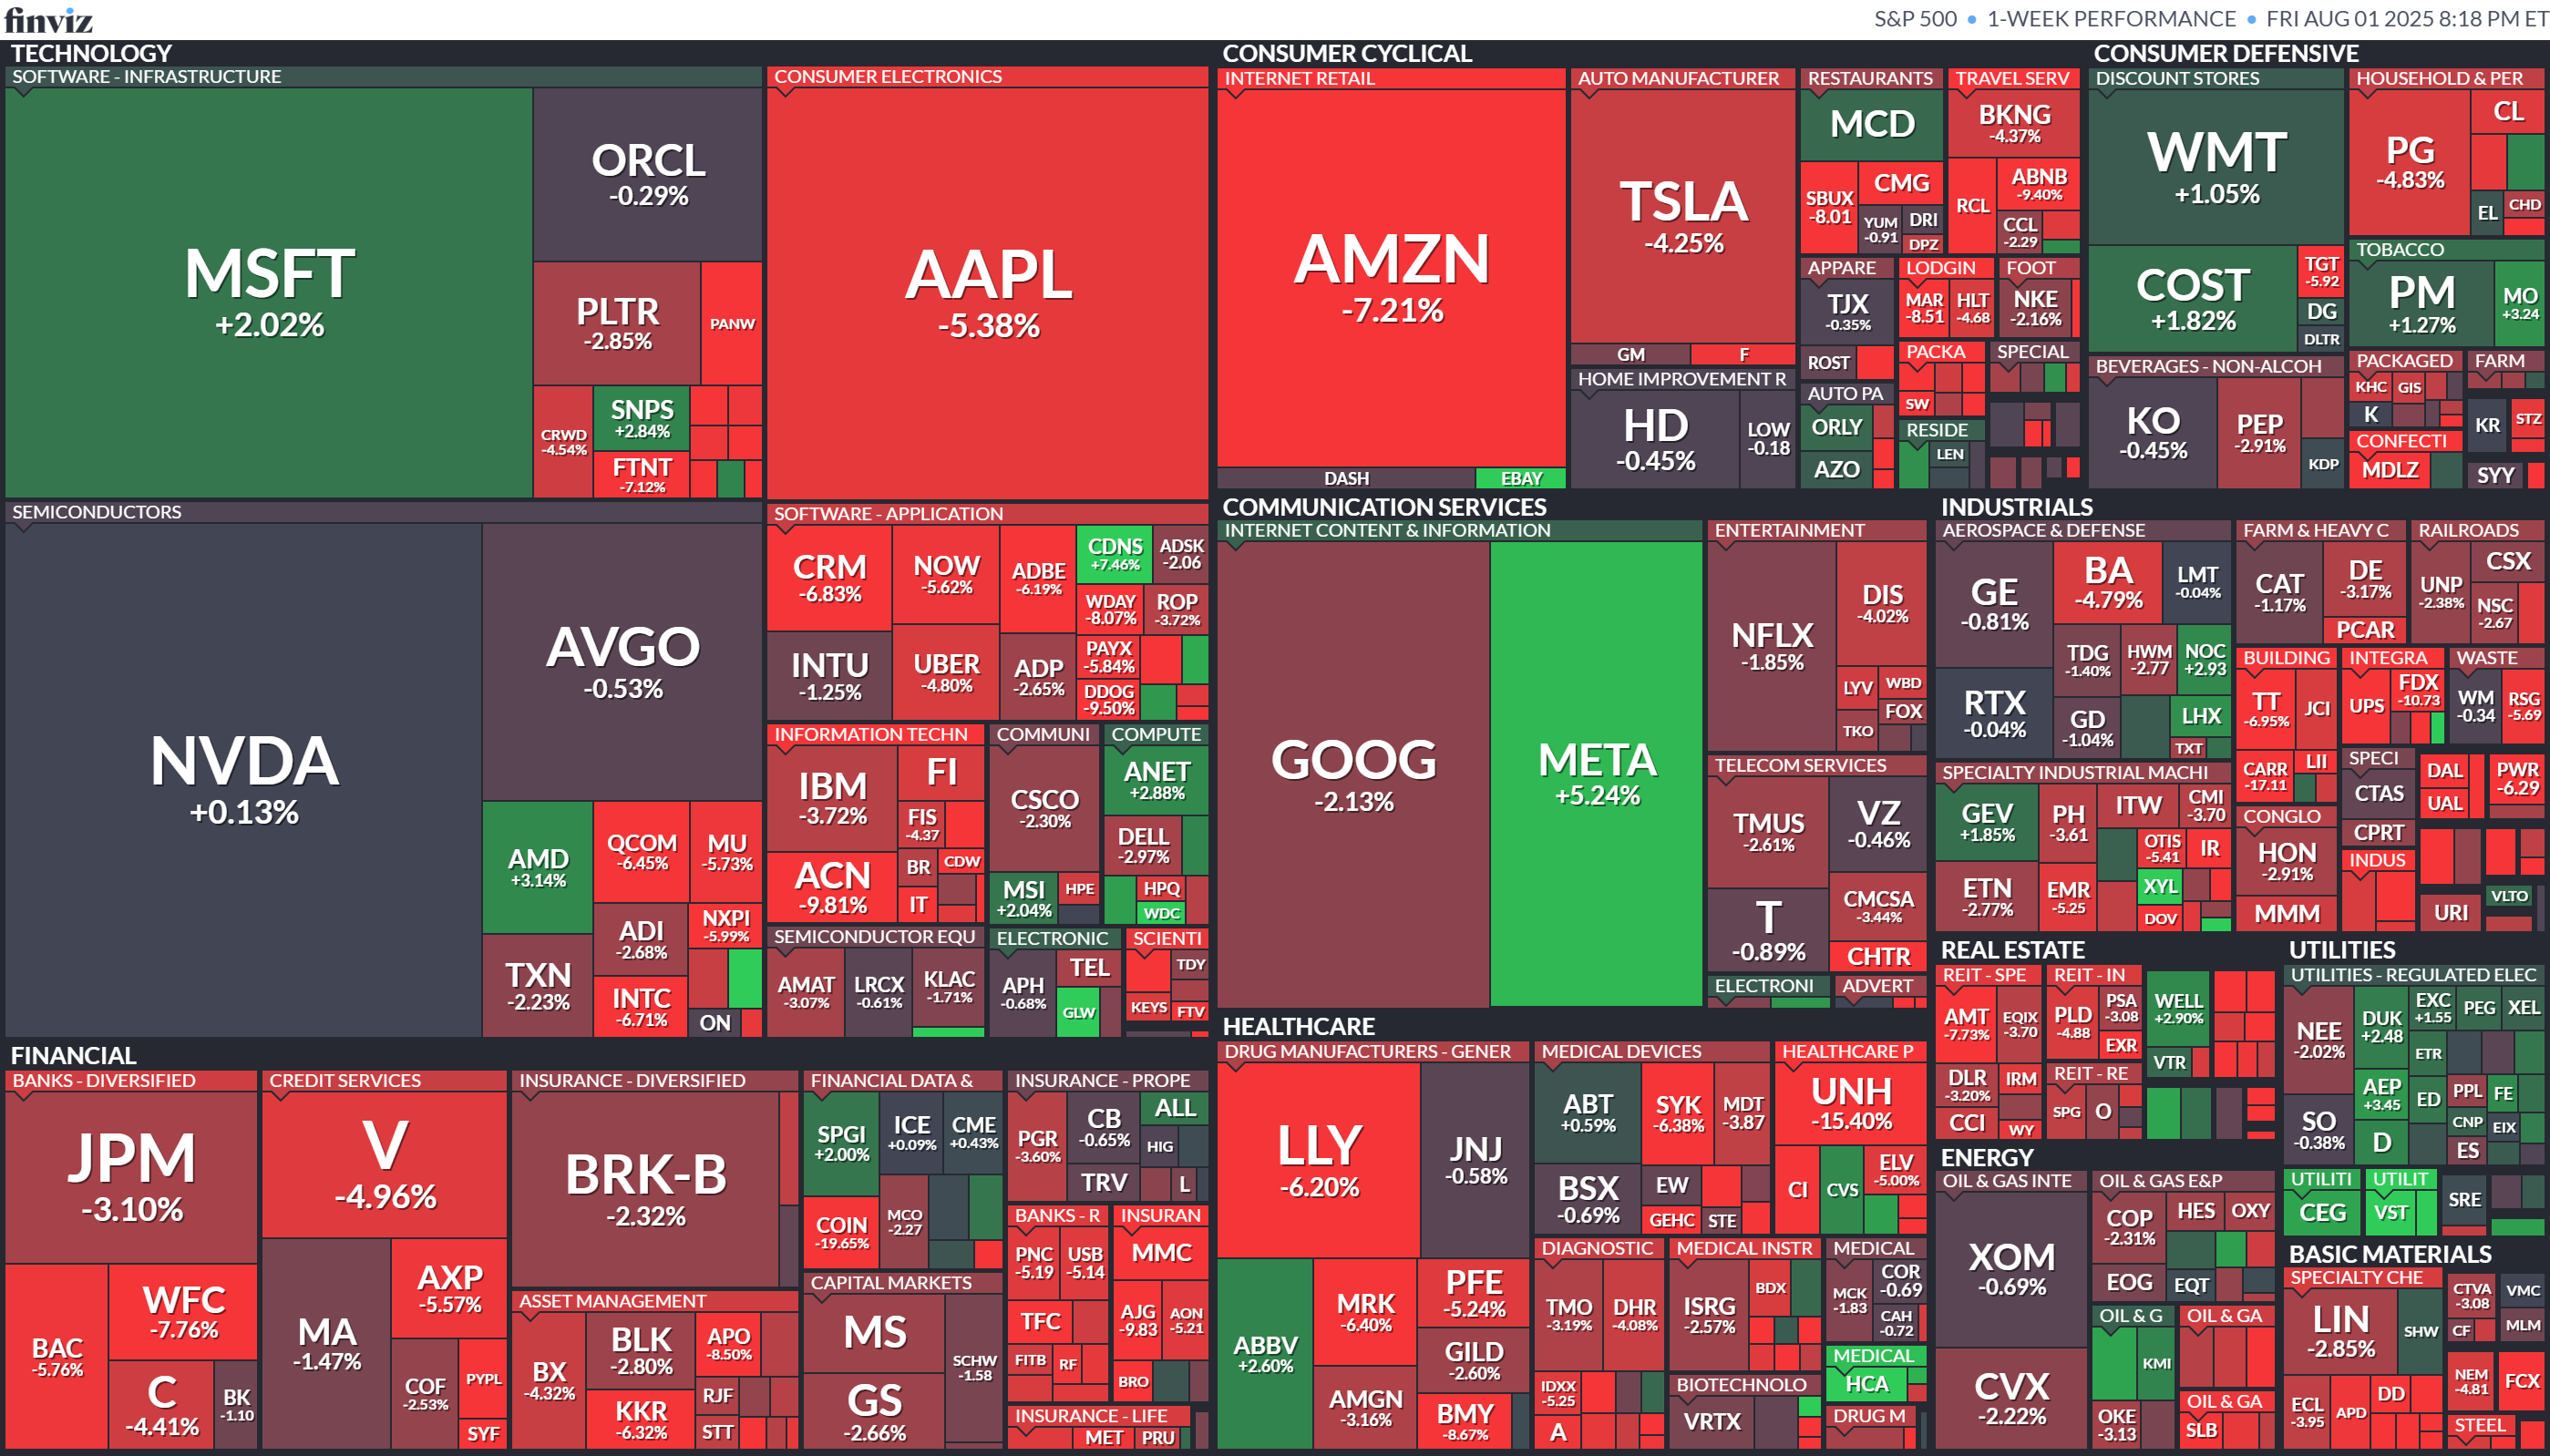 finviz
S&P 500 • 1-WEEK PERFORMANCE • FRI AUG 01 2025 8:18 PM ET
TECHNOLOGY
SOFTWARE - INFRASTRUCTURE
MSFT
+2.02%
ORCL
-0.29%
PLTR
-2.85%
PANW
CRWD
-4.54%
SNPS
+2.84%
FTNT
-7.12%
CONSUMER ELECTRONICS
AAPL
-5.38%
SEMICONDUCTORS
NVDA
+0.13%
AVGO
-0.53%
AMD
+3.14%
QCOM
-6.45%
MU
-5.73%
TXN
-2.23%
ADI
-2.68%
NXPI
-5.99%
INTC
-6.71%
ON
SOFTWARE - APPLICATION
CRM
-6.83%
NOW
-5.62%
ADBE
-6.19%
CDNS
+7.46%
ADSK
-2.06
WDAY
-8.07%
ROP
-3.72%
INTU
-1.25%
UBER
-4.80%
ADP
-2.65%
PAYX
-5.84%
DDOG
-9.50%
INFORMATION TECHN
IBM
-3.72%
FI
FIS
-4.37
ACN
-9.81%
BR
CDW
IT
COMMUNI
CSCO
-2.30%
MSI
+2.04%
HPE
COMPUTE
ANET
+2.88%
DELL
-2.97%
HPQ
WDC
SEMICONDUCTOR EQU
AMAT
-3.07%
LRCX
-0.61%
KLAC
-1.71%
ELECTRONIC
APH
-0.68%
TEL
GLW
SCIENTI
TDY
KEYS
FTV
CONSUMER CYCLICAL
INTERNET RETAIL
AMZN
-7.21%
DASH
EBAY
AUTO MANUFACTURER
TSLA
-4.25%
GM
F
HOME IMPROVEMENT R
HD
-0.45%
LOW
-0.18
RESTAURANTS
MCD
SBUX
-8.01
CMG
YUM
-0.91
DRI
DPZ
TRAVEL SERV
BKNG
-4.37%
RCL
ABNB
-9.40%
CCL
-2.29
APPARE
TJX
-0.35%
ROST
LODGIN
MAR
-8.51
HLT
-4.68
FOOT
NKE
-2.16%
AUTO PA
ORLY
AZO
PACKA
SW
SPECIAL
RESIDE
LEN
CONSUMER DEFENSIVE
DISCOUNT STORES
WMT
+1.05%
COST
+1.82%
TGT
-5.92
DG
DLTR
HOUSEHOLD & PER
PG
-4.83%
CL
EL
CHD
TOBACCO
PM
+1.27%
MO
+3.24
BEVERAGES - NON-ALCOH
KO
-0.45%
PEP
-2.91%
KDP
PACKAGED
KHC
GIS
K
FARM
CONFECTI
MDLZ
KR
STZ
SYY
COMMUNICATION SERVICES
INTERNET CONTENT & INFORMATION
GOOG
-2.13%
META
+5.24%
ENTERTAINMENT
NFLX
-1.85%
DIS
-4.02%
LYV
WBD
TKO
FOX
TELECOM SERVICES
TMUS
-2.61%
VZ
-0.46%
T
-0.89%
CMCSA
-3.44%
CHTR
ELECTRONI
ADVERT
INDUSTRIALS
AEROSPACE & DEFENSE
GE
-0.81%
BA
-4.79%
LMT
-0.04%
RTX
-0.04%
TDG
-1.40%
HWM
-2.77
NOC
+2.93
GD
-1.04%
LHX
TXT
FARM & HEAVY C
CAT
-1.17%
DE
-3.17%
PCAR
RAILROADS
UNP
-2.38%
CSX
NSC
-2.67
BUILDING
TT
-6.95%
JCI
CARR
-17.11
LII
INTEGRA
UPS
FDX
-10.73
WASTE
WM
-0.34
RSG
-5.69
SPECIALTY INDUSTRIAL MACHI
GEV
+1.85%
PH
-3.61
ITW
CMI
-3.70
ETN
-2.77%
EMR
-5.25
OTIS
-5.41
IR
XYL
DOV
SPECI
CTAS
CPRT
DAL
UAL
PWR
-6.29
CONGLO
HON
-2.91%
MMM
INDUS
URI
VLTO
FINANCIAL
BANKS - DIVERSIFIED
JPM
-3.10%
BAC
-5.76%
WFC
-7.76%
C
-4.41%
BK
-1.10
CREDIT SERVICES
V
-4.96%
MA
-1.47%
AXP
-5.57%
COF
-2.53%
PYPL
SYF
INSURANCE - DIVERSIFIED
BRK-B
-2.32%
ASSET MANAGEMENT
BX
-4.32%
BLK
-2.80%
APO
-8.50%
KKR
-6.32%
RJF
STT
FINANCIAL DATA &
SPGI
+2.00%
ICE
+0.09%
CME
+0.43%
COIN
-19.65%
MCO
-2.27
CAPITAL MARKETS
MS
GS
-2.66%
SCHW
-1.58
INSURANCE - PROPE
PGR
-3.60%
CB
-0.65%
ALL
HIG
TRV
L
BANKS - R
PNC
-5.19
USB
-5.14
TFC
FITB
RF
INSURAN
MMC
AJG
-9.83
AON
-5.21
BRO
INSURANCE - LIFE
MET
PRU
HEALTHCARE
DRUG MANUFACTURERS - GENER
LLY
-6.20%
JNJ
-0.58%
ABBV
+2.60%
MRK
-6.40%
PFE
-5.24%
AMGN
-3.16%
GILD
-2.60%
BMY
-8.67%
MEDICAL DEVICES
ABT
+0.59%
SYK
-6.38%
MDT
-3.87
BSX
-0.69%
EW
GEHC
STE
HEALTHCARE P
UNH
-15.40%
CI
CVS
ELV
-5.00%
DIAGNOSTIC
TMO
-3.19%
DHR
-4.08%
IDXX
-5.25
A
MEDICAL INSTR
ISRG
-2.57%
BDX
MEDICAL
MCK
-1.83
COR
-0.69
CAH
-0.72
BIOTECHNOLO
VRTX
MEDICAL
HCA
DRUG M
REAL ESTATE
REIT - SPE
AMT
-7.73%
EQIX
-3.70
DLR
-3.20%
IRM
CCI
WY
REIT - IN
PLD
-4.88
PSA
-3.08
EXR
REIT - RE
SPG
O
WELL
+2.90%
VTR
UTILITIES
UTILITIES - REGULATED ELEC
NEE
-2.02%
DUK
+2.48
EXC
+1.55
PEG
XEL
ETR
SO
-0.38%
AEP
+3.45
ED
PPL
FE
D
CNP
EIX
ES
UTILITI
CEG
UTILIT
VST
SRE
ENERGY
OIL & GAS INTE
XOM
-0.69%
CVX
-2.22%
OIL & GAS E&P
COP
-2.31%
HES
OXY
EOG
EQT
OIL & G
KMI
OKE
-3.13
OIL & GA
OIL & GA
SLB
BASIC MATERIALS
SPECIALTY CHE
LIN
-2.85%
SHW
ECL
-3.95
APD
DD
CTVA
-3.08
VMC
CF
MLM
NEM
-4.81
FCX
STEEL